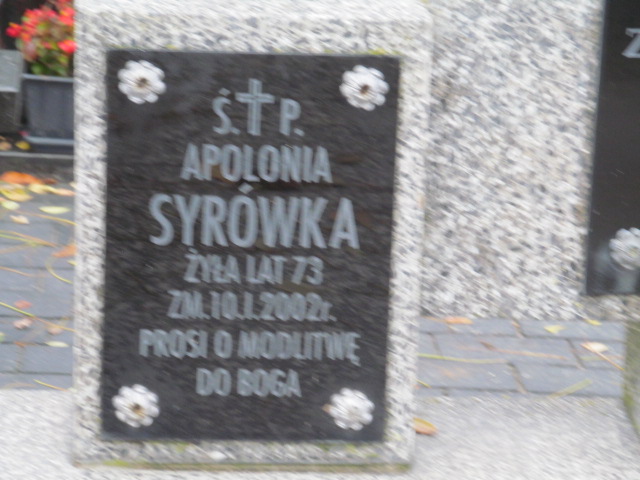 Ś. P.
APOLONIA
SYRÓWKA
ŻYŁA LAT 73
ZM. 10.I.2002r.
PROSI O MODLITWĘ
DO BOGA
Z